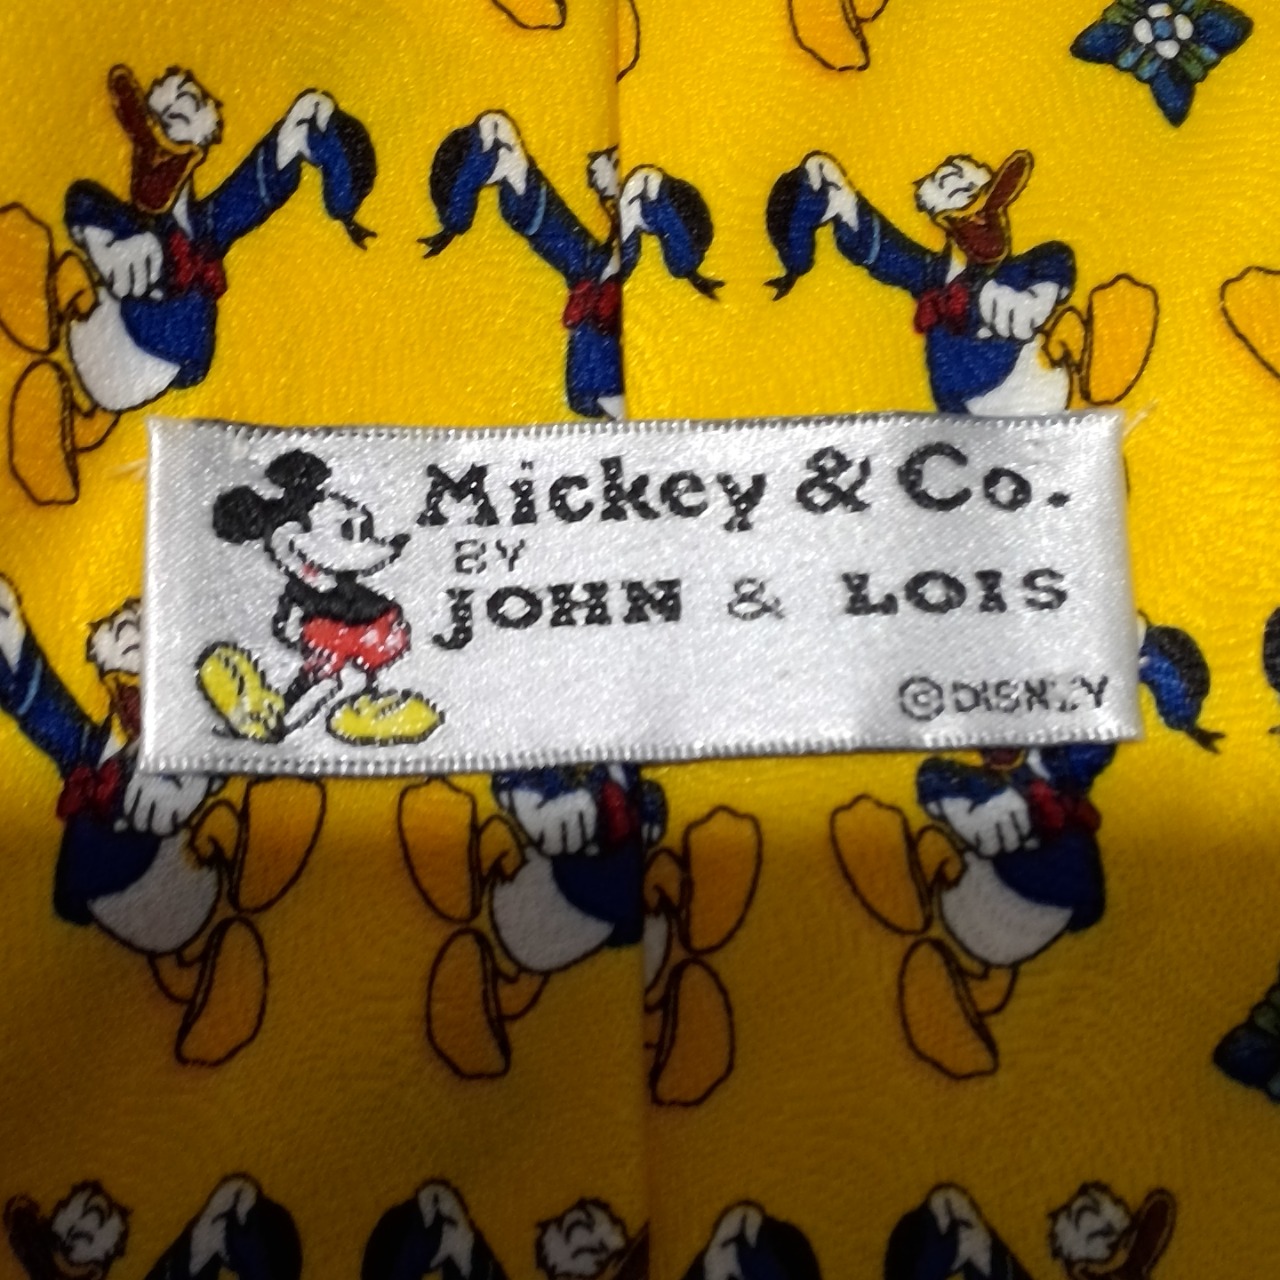 Mickey & Co.
BY
JOHN & LOIS
© DISNEY